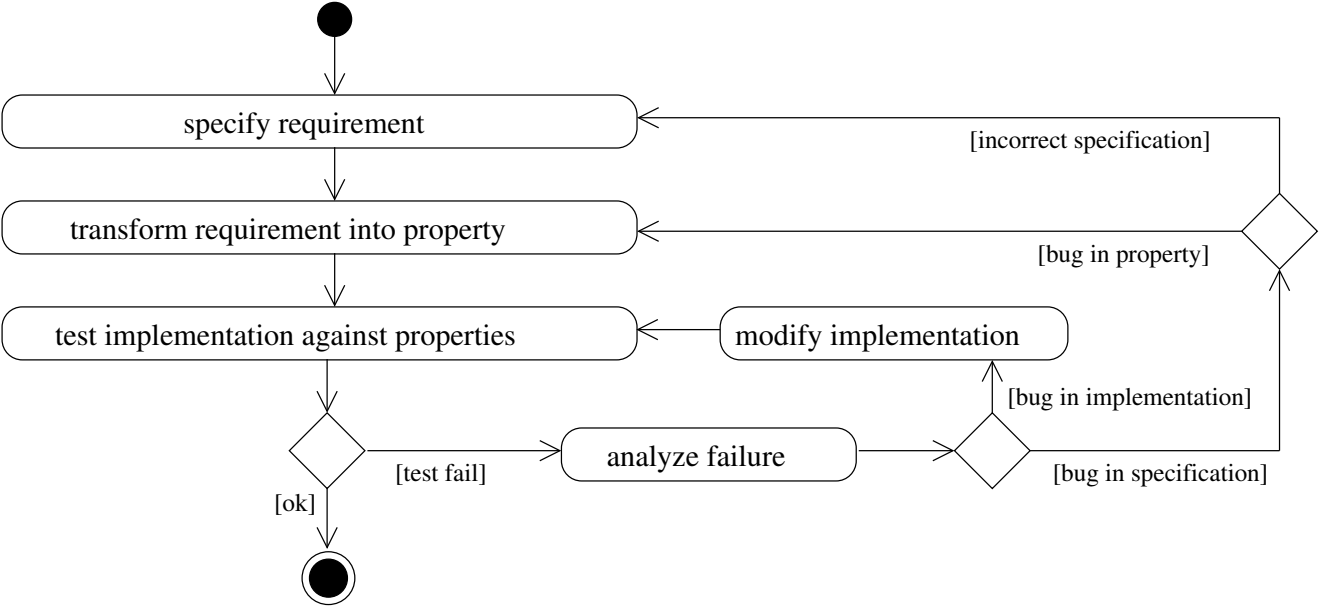 specify requirement
[incorrect specification]
transform requirement into property
[bug in property]
test implementation against properties
modify implementation
[bug in implementation]
analyze failure
[test fail]
[bug in specification]
[ok]